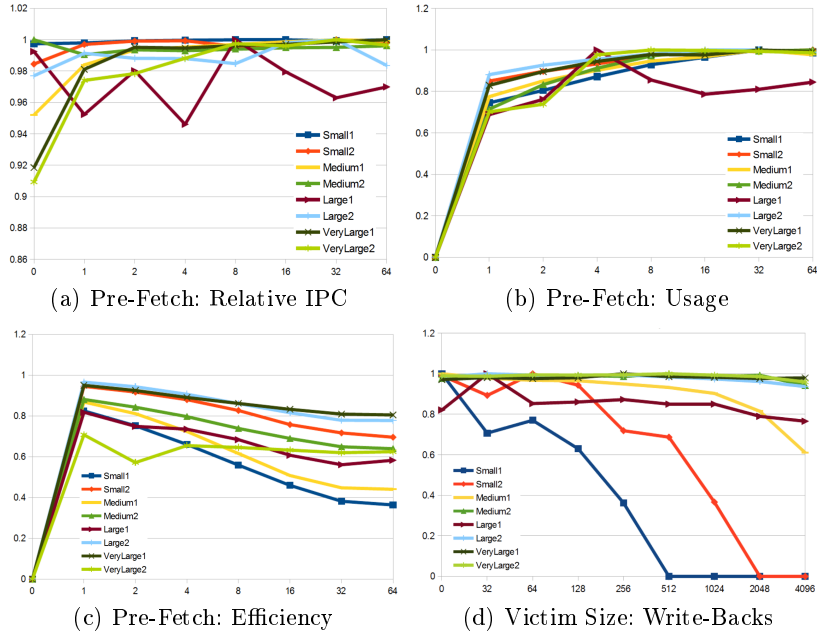 1.02
1
0.98
0.96
0.94
0.92
0.9
0.88
0.86
0 1 2 4 8 16 32 64
Small1
Small2
Medium1
Medium2
Large1
Large2
VeryLarge1
VeryLarge2
(a) Pre-Fetch: Relative IPC
1.2
1
0.8
0.6
0.4
0.2
0
0 1 2 4 8 16 32 64
Small1
Small2
Medium1
Medium2
Large1
Large2
VeryLarge1
VeryLarge2
(b) Pre-Fetch: Usage
1.2
1
0.8
0.6
0.4
0.2
0
0 1 2 4 8 16 32 64
Small1
Small2
Medium1
Medium2
Large1
Large2
VeryLarge1
VeryLarge2
(c) Pre-Fetch: Efficiency
1.2
1
0.8
0.6
0.4
0.2
0
0 32 64 128 256 512 1024 2048 4096
Small1
Small2
Medium1
Medium2
Large1
Large2
VeryLarge1
VeryLarge2
(d) Victim Size: Write-Backs